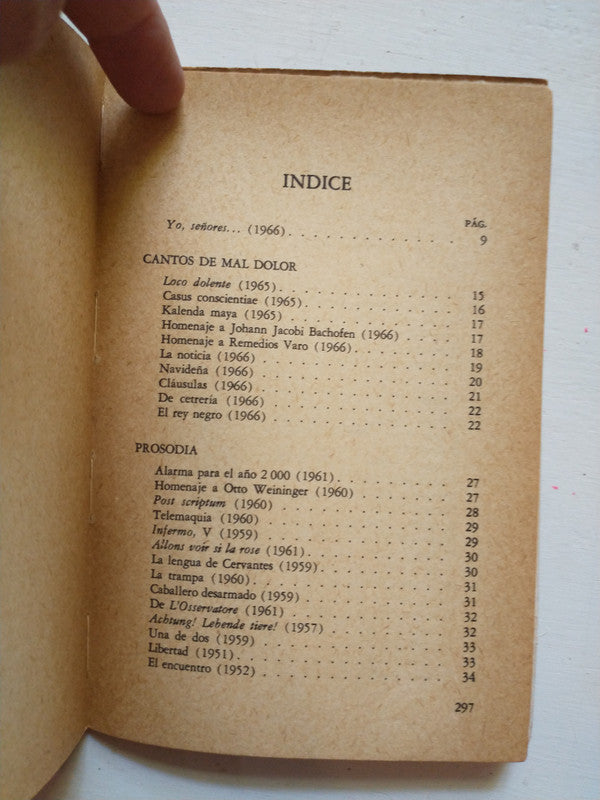 INDICE
PÁG.
Yo, señores... (1966) . . . . . . . . . . . . . 9
CANTOS DE MAL DOLOR
Loco dolente (1965) . . . . . . . . . . . . . 15
Casus conscientiae (1965) . . . . . . . . . . . . . 16
Kalenda maya (1965) . . . . . . . . . . . . . 17
Homenaje a Johann Jacobi Bachofen (1966) . . . . 17
Homenaje a Remedios Varo (1966) . . . . . . . 18
La noticia (1966) . . . . . . . . . . . . . 19
Navideña (1966) . . . . . . . . . . . . . 20
Cláusulas (1966) . . . . . . . . . . . . . 21
De cetrería (1966) . . . . . . . . . . . . . 22
El rey negro (1966) . . . . . . . . . . . . . 22
PROSODIA
Alarma para el año 2 000 (1961) . . . . . . . . 27
Homenaje a Otto Weininger (1960) . . . . . . . 27
Post scriptum (1960) . . . . . . . . . . . . . 28
Telemaquia (1960) . . . . . . . . . . . . . 29
Infermo, V (1959) . . . . . . . . . . . . . 29
Allons voir si la rose (1961) . . . . . . . . . . 30
La lengua de Cervantes (1959) . . . . . . . . . 30
La trampa (1960) . . . . . . . . . . . . . 31
Caballero desarmado (1959) . . . . . . . . . . 31
De L'Osservatore (1961) . . . . . . . . . . . 32
Achtung! Lebende tiere! (1957) . . . . . . . . . 32
Una de dos (1959) . . . . . . . . . . . . . 33
Libertad (1951) . . . . . . . . . . . . . 33
El encuentro (1952) . . . . . . . . . . . . . 34
297